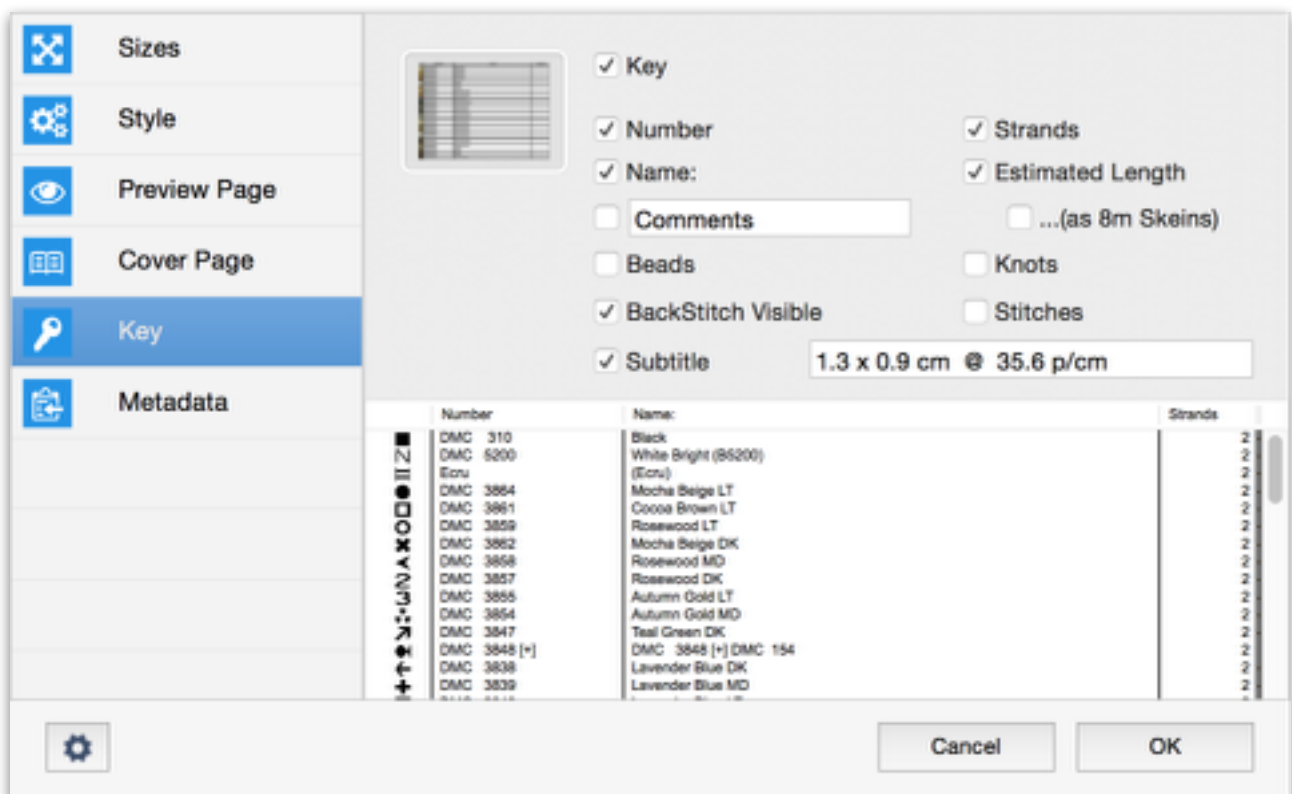 Sizes
Style
Preview Page
Cover Page
Key
Metadata
Key
Number
Strands
Name:
Estimated Length
Comments
...(as 8m Skeins)
Beads
Knots
BackStitch Visible
Stitches
Subtitle
1.3 x 0.9 cm @ 35.6 p/cm
Number Name: Strands
DMC 310 Black 2
DMC 5200 White Bright (B5200) 2
Ecru (Ecru) 2
DMC 3864 Mocha Beige LT 2
DMC 3861 Cocoa Brown LT 2
DMC 3859 Rosewood LT 2
DMC 3862 Mocha Beige DK 2
DMC 3858 Rosewood MD 2
DMC 3857 Rosewood DK 2
DMC 3855 Autumn Gold LT 2
DMC 3854 Autumn Gold MD 2
DMC 3847 Teal Green DK 2
DMC 3848 [+] DMC 3848 [+] DMC 154 2
DMC 3838 Lavender Blue DK 2
DMC 3839 Lavender Blue MD 2
Cancel
OK